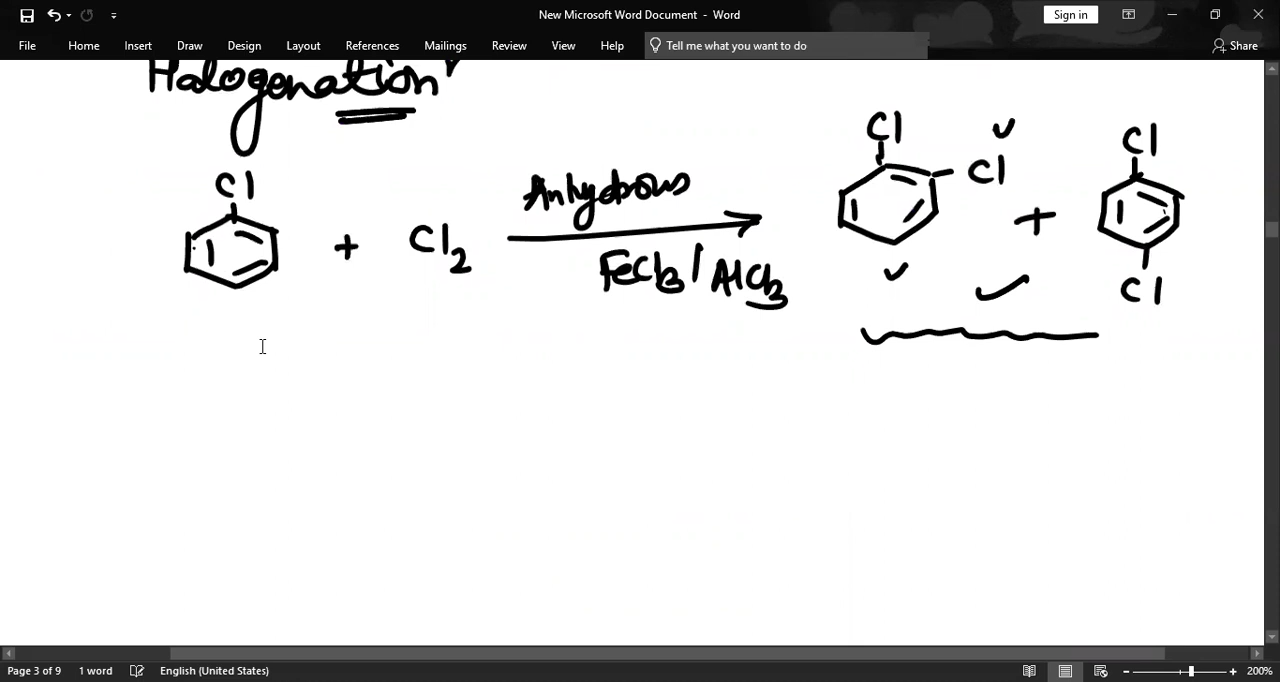 New Microsoft Word Document - Word
Sign in
File Home Insert Draw Design Layout References Mailings Review View Help Tell me what you want to do Share
Halogenation
Cl
+ Cl2
Anhydrous
FeCl3 / AlCl3
Cl
Cl
+
Cl
Cl
Page 3 of 9 1 word English (United States) 200%